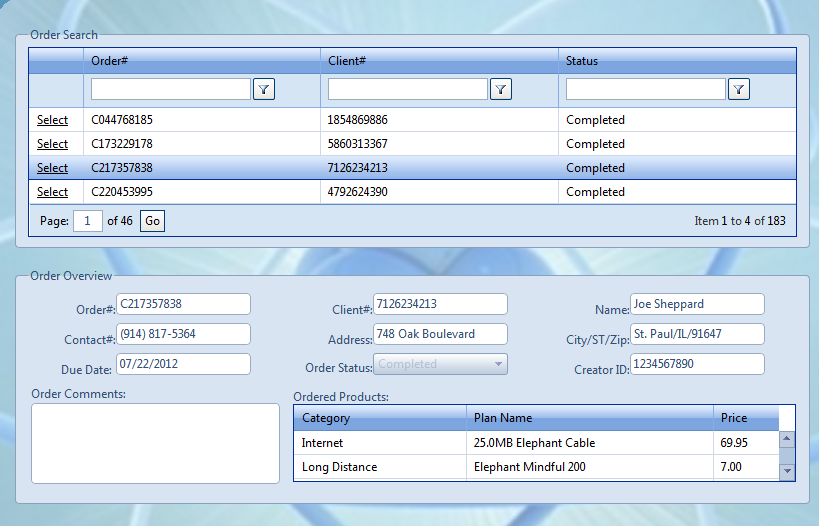 Order Search
Order# Client# Status
Select C044768185 1854869886 Completed
Select C173229178 5860313367 Completed
Select C217357838 7126234213 Completed
Select C220453995 4792624390 Completed
Page: 1 of 46 Go Item 1 to 4 of 183
Order Overview
Order#: C217357838 Client#: 7126234213 Name: Joe Sheppard
Contact#: (914) 817-5364 Address: 748 Oak Boulevard City/ST/Zip: St. Paul/IL/91647
Due Date: 07/22/2012 Order Status: Completed Creator ID: 1234567890
Order Comments: Ordered Products:
Category Plan Name Price
Internet 25.0MB Elephant Cable 69.95
Long Distance Elephant Mindful 200 7.00